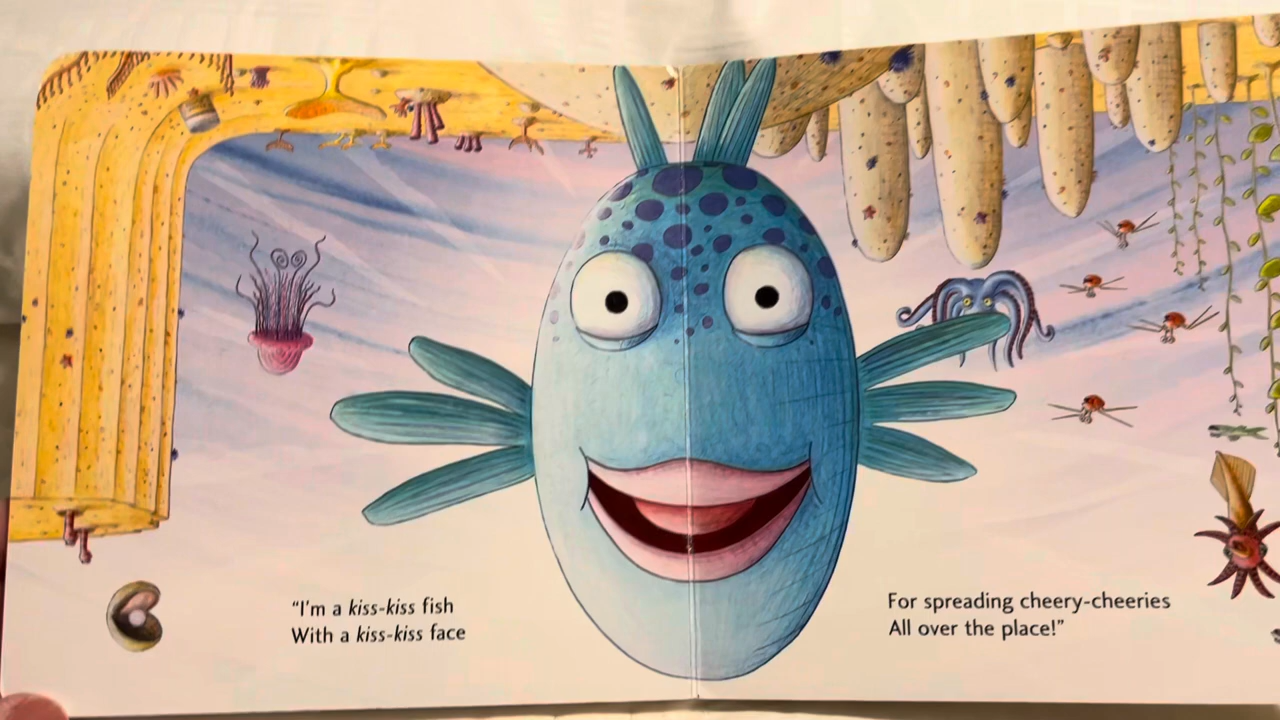 “I'm a kiss-kiss fish
With a kiss-kiss face
For spreading cheery-cheeries
All over the place!”